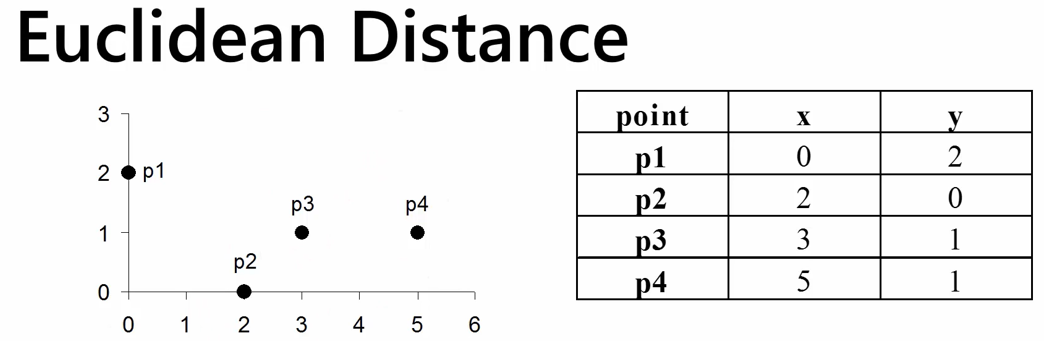 Euclidean Distance
3
2 p1
p3 p4
1
p2
0
0 1 2 3 4 5 6
point x y
p1 0 2
p2 2 0
p3 3 1
p4 5 1